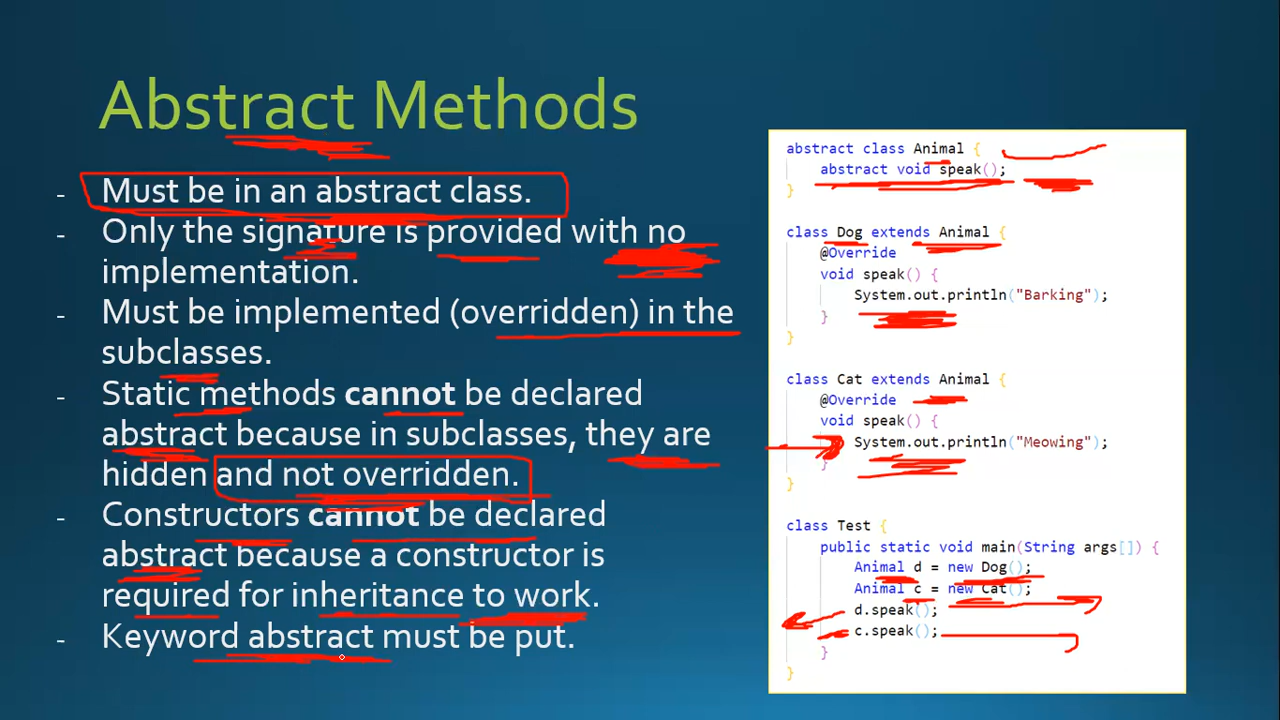 Abstract Methods
- Must be in an abstract class.
- Only the signature is provided with no
implementation.
- Must be implemented (overridden) in the
subclasses.
- Static methods cannot be declared
abstract because in subclasses, they are
hidden and not overridden.
- Constructors cannot be declared
abstract because a constructor is
required for inheritance to work.
- Keyword abstract must be put.
abstract class Animal {
abstract void speak();
}
class Dog extends Animal {
@Override
void speak() {
System.out.println("Barking");
}
}
class Cat extends Animal {
@Override
void speak() {
System.out.println("Meowing");
}
}
class Test {
public static void main(String args[]) {
Animal d = new Dog();
Animal c = new Cat();
d.speak();
c.speak();
}
}